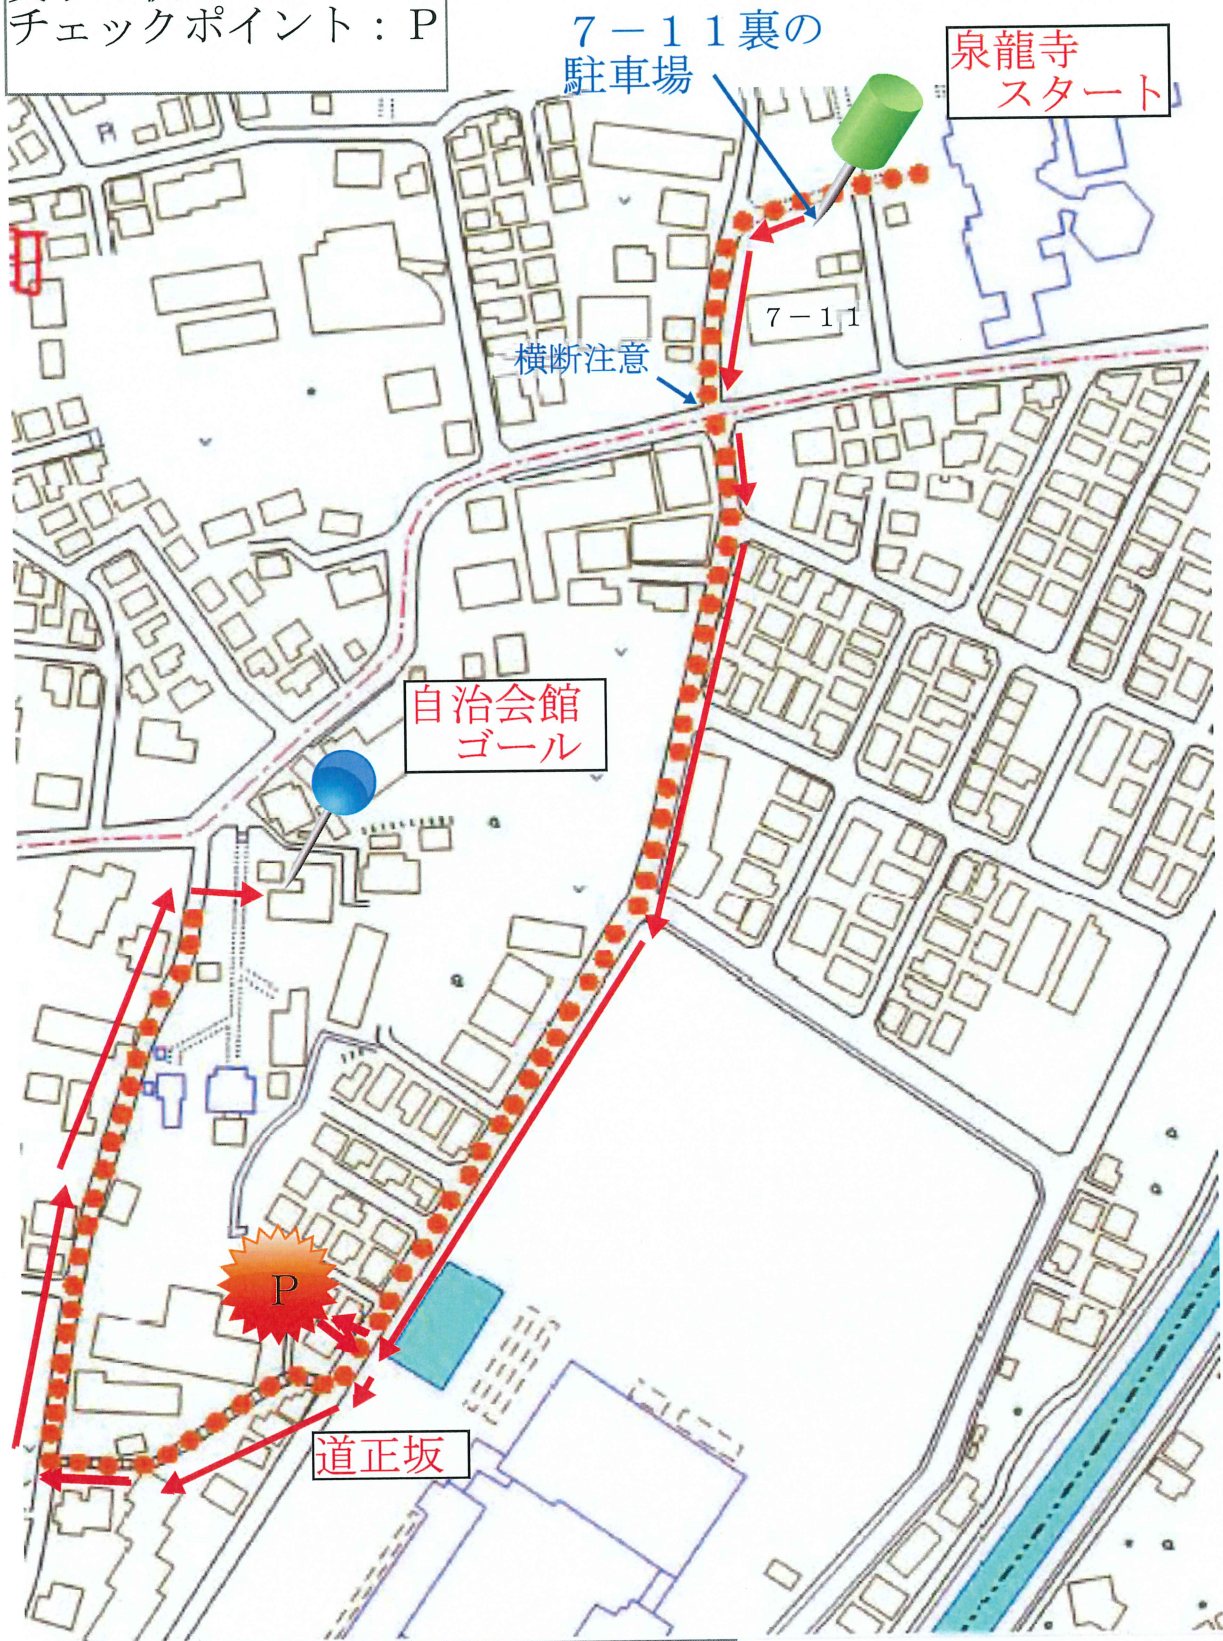 チェックポイント：Ｐ
７－１１裏の
駐車場
泉龍寺
スタート
７－１１
横断注意
自治会館
ゴール
P
道正坂